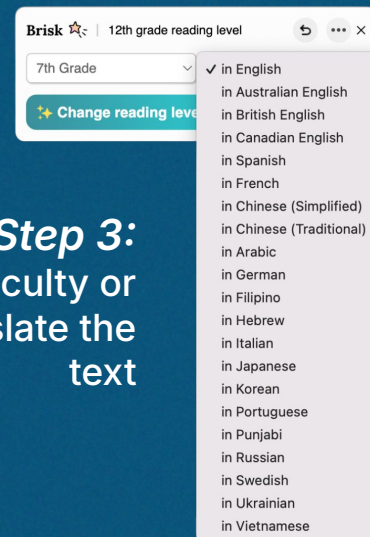 Brisk 12th grade reading level
7th Grade
Change reading leve
✓ in English
in Australian English
in British English
in Canadian English
in Spanish
in French
in Chinese (Simplified)
in Chinese (Traditional)
in Arabic
in German
in Filipino
in Hebrew
in Italian
in Japanese
in Korean
in Portuguese
in Punjabi
in Russian
in Swedish
in Ukrainian
in Vietnamese
Step 3:
culty or
slate the
text